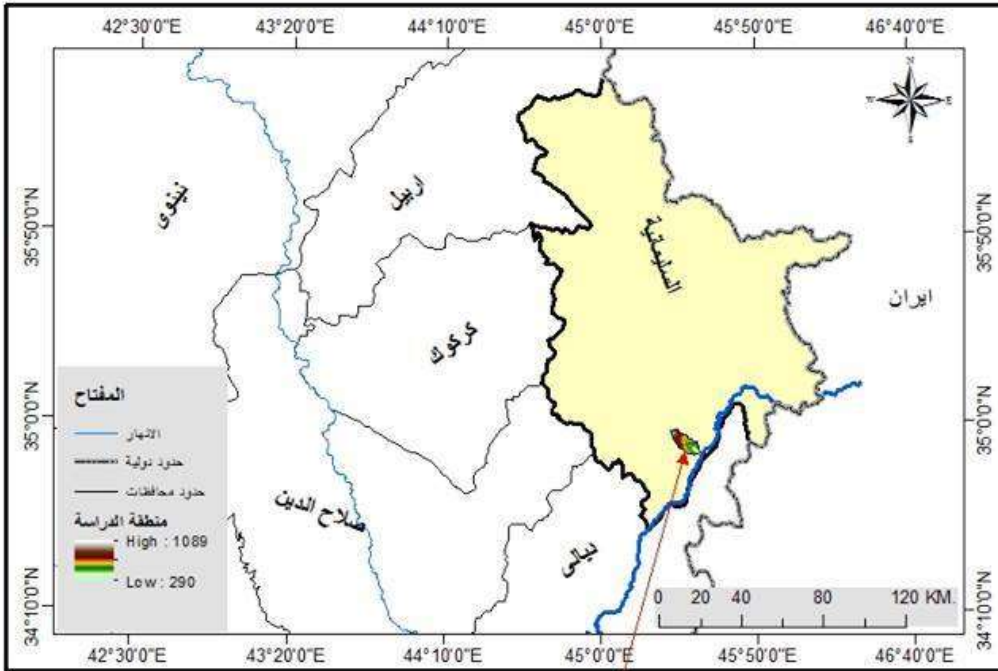 42°30'0"E 43°20'0"E 44°10'0"E 45°0'0"E 45°50'0"E 46°40'0"E
N
W E
S
35°50'0"N
35°0'0"N
34°10'0"N
نينوى
اربيل
السليمانية
35°50'0"N
35°0'0"N
34°10'0"N
ايران
كركوك
صلاح الدين
ديالى
المفتاح
الانهار
حدود دولية
حدود محافظات
منطقة الدراسة
High : 1089
Low : 290
0 20 40 80 120 KM.
42°30'0"E 43°20'0"E 44°10'0"E 45°0'0"E 45°50'0"E 46°40'0"E